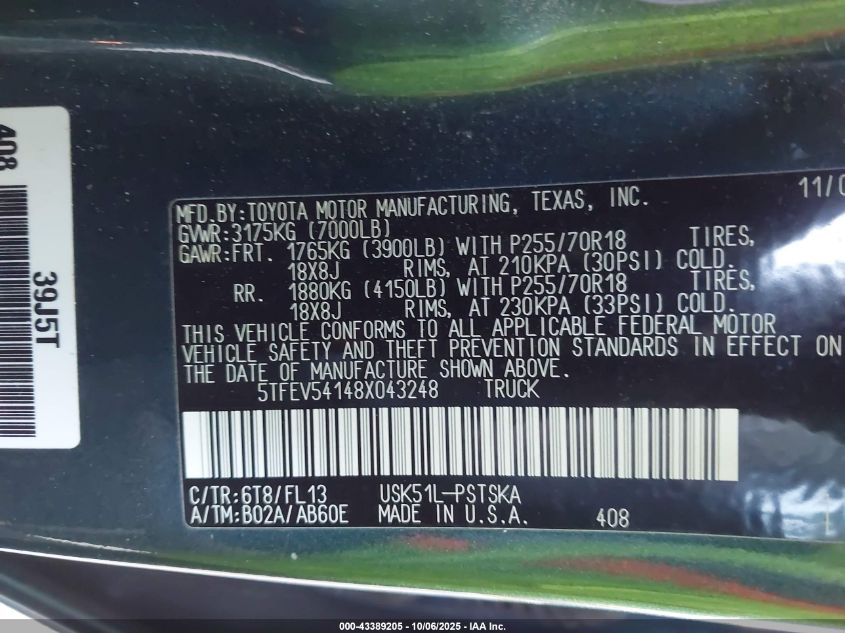 408
39J5T
MFD. BY: TOYOTA MOTOR MANUFACTURING, TEXAS, INC. 11/0
GVWR: 3175KG (7000LB)
GAWR: FRT. 1765KG (3900LB) WITH P255/70R18 TIRES,
18X8J RIMS, AT 210KPA (30PSI) COLD.
RR. 1880KG (4150LB) WITH P255/70R18 TIRES,
18X8J RIMS, AT 230KPA (33PSI) COLD.
THIS VEHICLE CONFORMS TO ALL APPLICABLE FEDERAL MOTOR
VEHICLE SAFETY AND THEFT PREVENTION STANDARDS IN EFFECT ON
THE DATE OF MANUFACTURE SHOWN ABOVE.
5TFEV54148X043248 TRUCK
C/TR: 6T8/FL13 USK51L-PSTSKA
A/TM: B02A/AB60E MADE IN U.S.A. 408 1
000-43389205 - 10/06/2025 - IAA Inc.